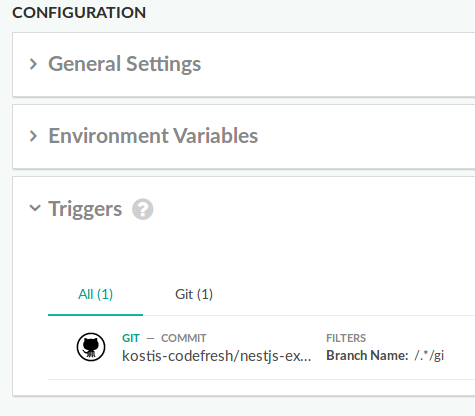 CONFIGURATION
General Settings
Environment Variables
Triggers ?
All (1) Git (1)
GIT — COMMIT FILTERS
kostis-codefresh/nestjs-ex... Branch Name: /.*/gi